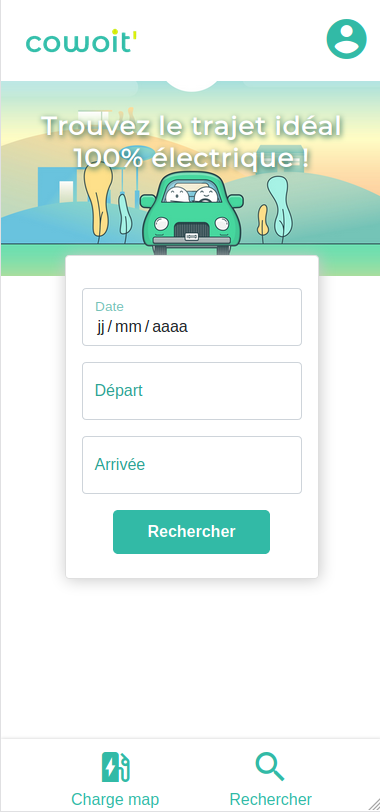 cowoit'
Trouvez le trajet idéal
100% électrique !
Date
jj/mm/aaaa
Départ
Arrivée
Rechercher
Charge map
Rechercher